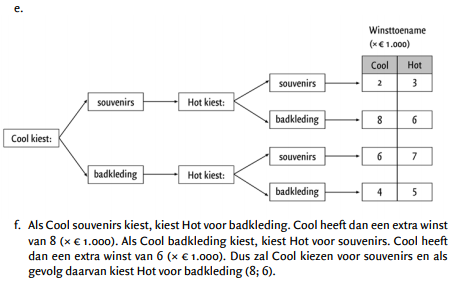 e.
Winsttoename
(× € 1.000)
Cool Hot
souvenirs 2 3
souvenirs Hot kiest:
badkleding 8 6
Cool kiest:
souvenirs 6 7
badkleding Hot kiest:
badkleding 4 5
f. Als Cool souvenirs kiest, kiest Hot voor badkleding. Cool heeft dan een extra winst
van 8 (× € 1.000). Als Cool badkleding kiest, kiest Hot voor souvenirs. Cool heeft
dan een extra winst van 6 (× € 1.000). Dus zal Cool kiezen voor souvenirs en als
gevolg daarvan kiest Hot voor badkleding (8; 6).